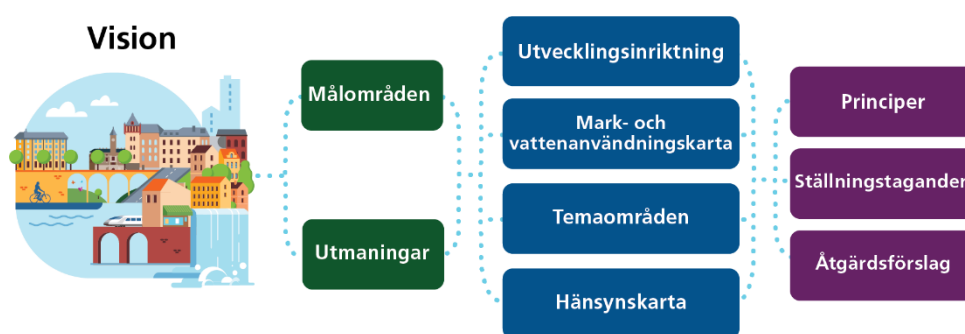 Vision
Målområden
Utmaningar
Utvecklingsinriktning
Mark- och
vattenanvändningskarta
Temaområden
Hänsynskarta
Principer
Ställningstaganden
Åtgärdsförslag